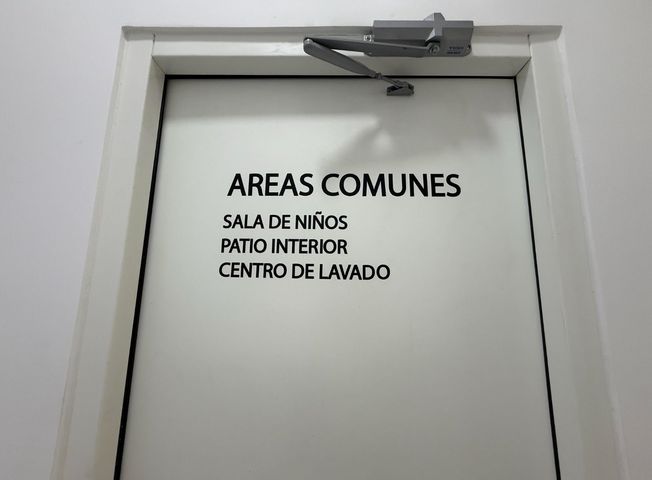 AREAS COMUNES
SALA DE NIÑOS
PATIO INTERIOR
CENTRO DE LAVADO